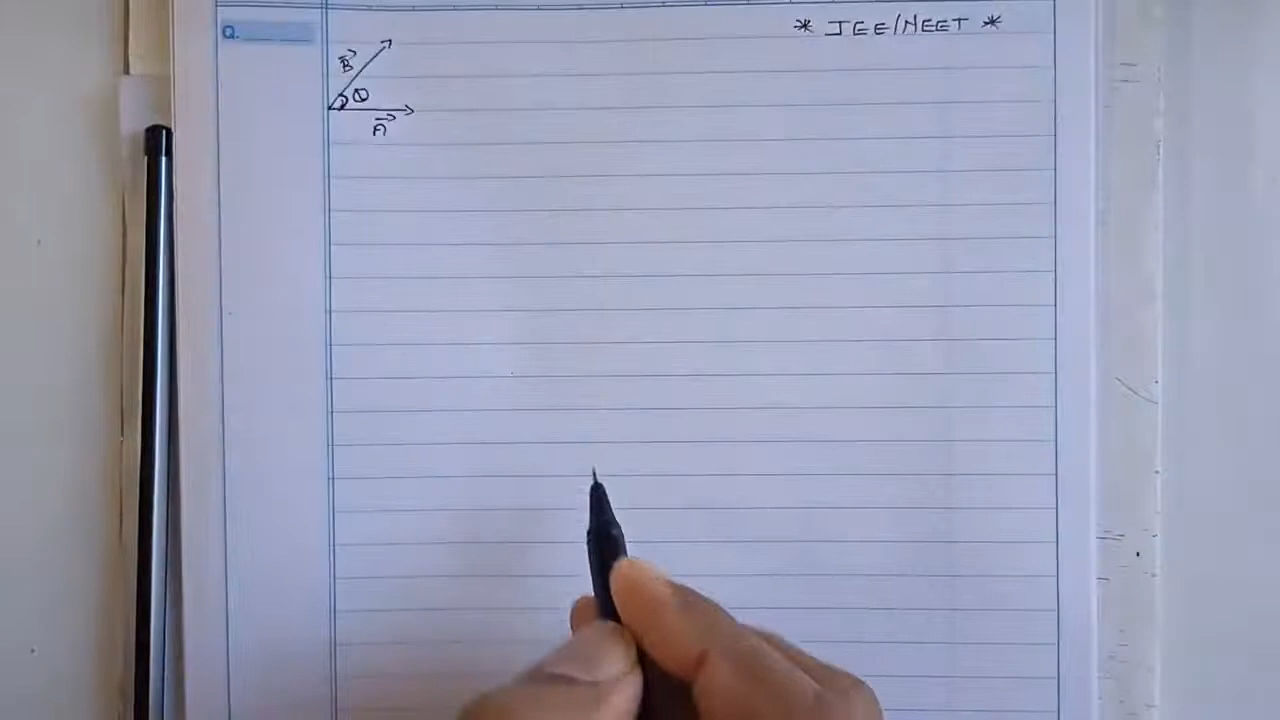 Q.
* JEE/NEET *
B⃗
θ
A⃗